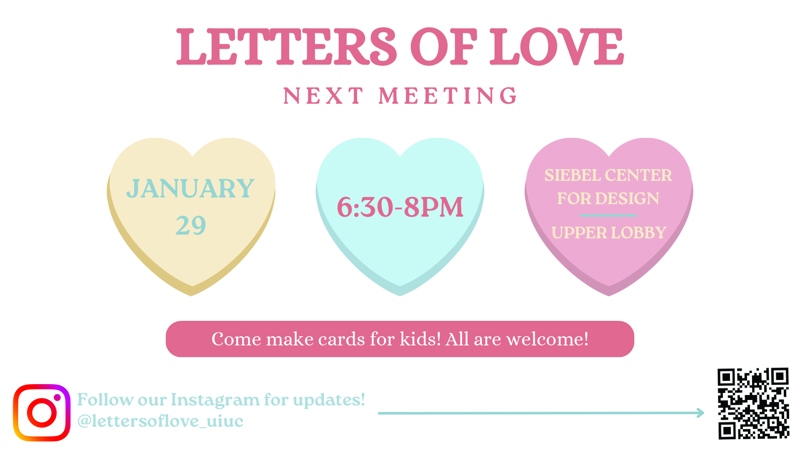 LETTERS OF LOVE
NEXT MEETING
JANUARY
29
6:30-8PM
SIEBEL CENTER
FOR DESIGN
UPPER LOBBY
Come make cards for kids! All are welcome!
Follow our Instagram for updates!
@lettersoflove_uiuc